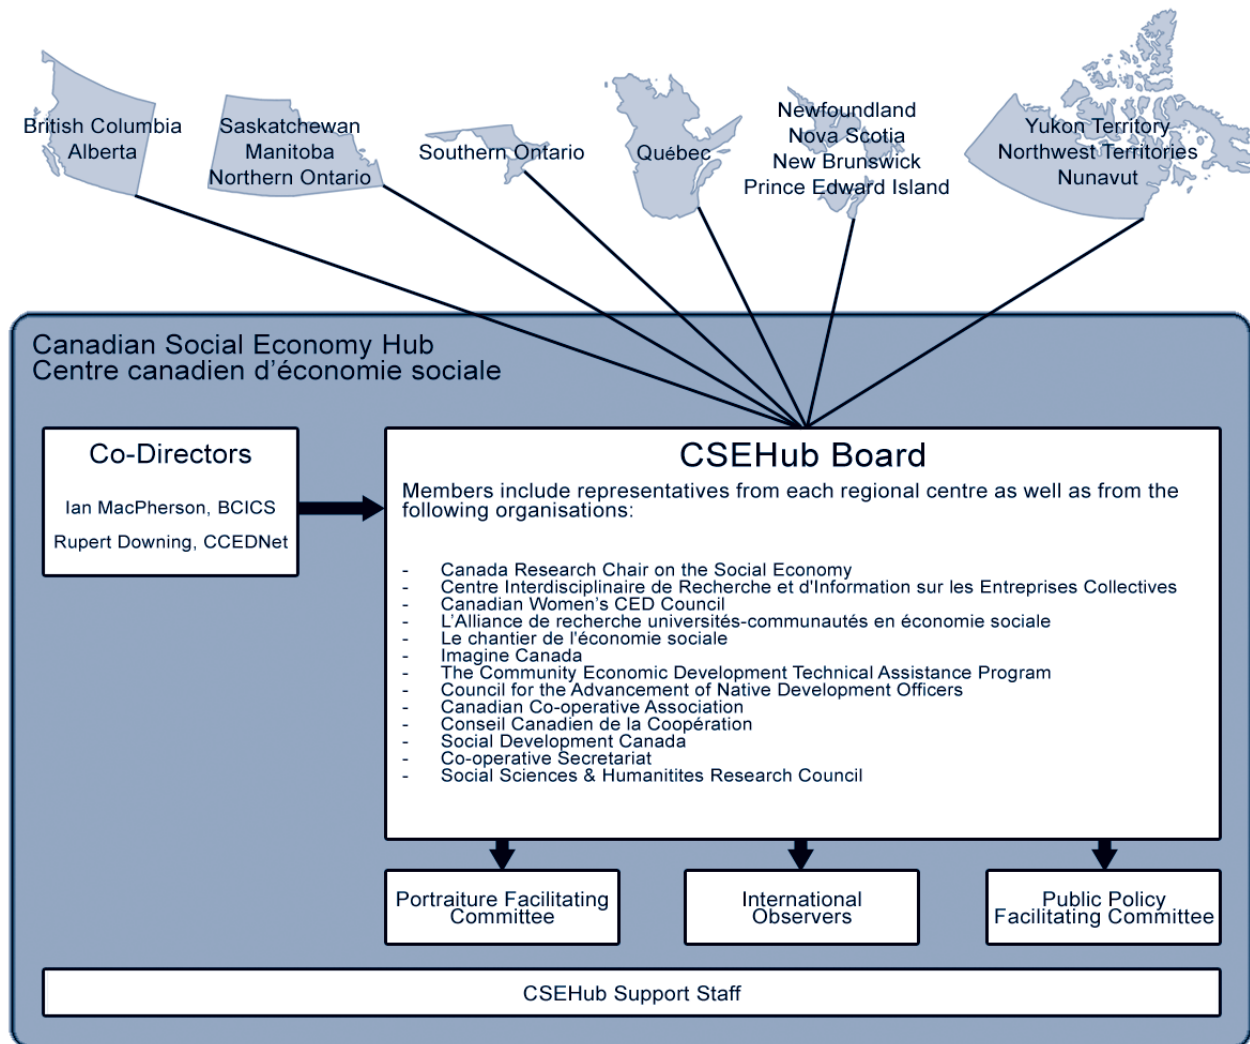 British Columbia
Alberta
Saskatchewan
Manitoba
Northern Ontario
Southern Ontario
Québec
Newfoundland
Nova Scotia
New Brunswick
Prince Edward Island
Yukon Territory
Northwest Territories
Nunavut
Canadian Social Economy Hub
Centre canadien d'économie sociale
Co-Directors
Ian MacPherson, BCICS
Rupert Downing, CCEDNet
CSEHub Board
Members include representatives from each regional centre as well as from the
following organisations:
- Canada Research Chair on the Social Economy
- Centre Interdisciplinaire de Recherche et d'Information sur les Entreprises Collectives
- Canadian Women's CED Council
- L'Alliance de recherche universités-communautés en économie sociale
- Le chantier de l'économie sociale
- Imagine Canada
- The Community Economic Development Technical Assistance Program
- Council for the Advancement of Native Development Officers
- Canadian Co-operative Association
- Conseil Canadien de la Coopération
- Social Development Canada
- Co-operative Secretariat
- Social Sciences & Humanitites Research Council
Portraiture Facilitating
Committee
International
Observers
Public Policy
Facilitating Committee
CSEHub Support Staff